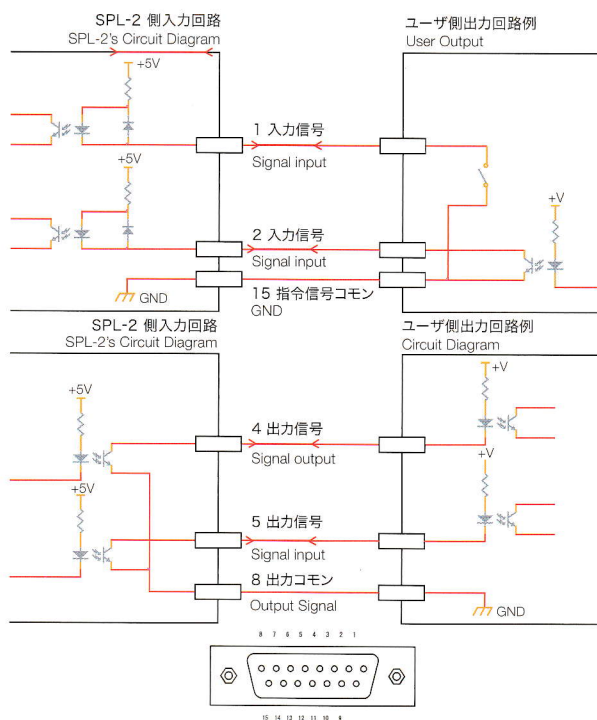 SPL-2 側入力回路
SPL-2's Circuit Diagram
ユーザ側出力回路例
User Output
+5V
1 入力信号
Signal input
+5V
+V
2 入力信号
Signal input
GND
15 指令信号コモン
GND
SPL-2 側入力回路
SPL-2's Circuit Diagram
ユーザ側出力回路例
Circuit Diagram
+5V
+V
4 出力信号
Signal output
+5V
+V
5 出力信号
Signal input
8 出力コモン
Output Signal
GND
8 7 6 5 4 3 2 1
15 14 13 12 11 10 9